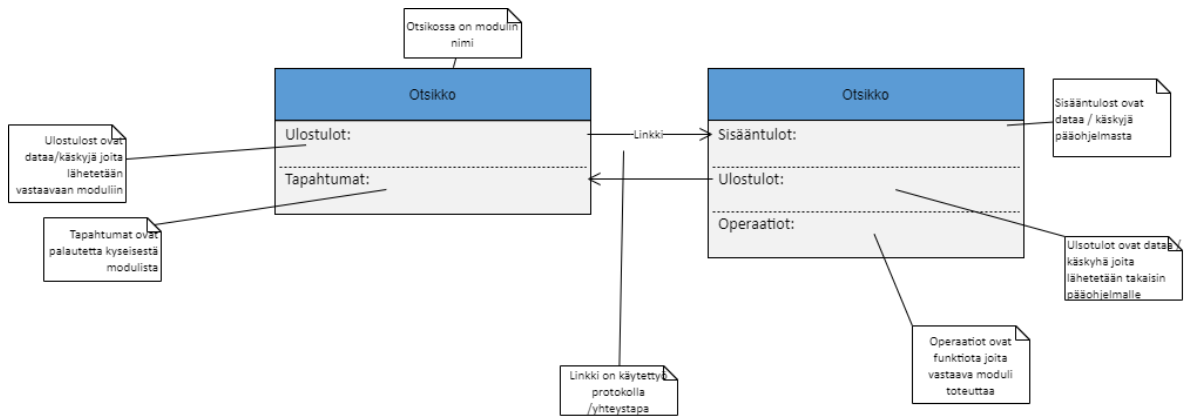 Otsikossa on modulin
nimi
Otsikko
Otsikko
Ulostulost ovat
dataa/käskyjä joita
lähetetään
vastaavaan moduliin
Ulostulot:
Linkki
Sisääntulot:
Sisääntulost ovat
dataa / käskyjä
pääohjelmasta
Tapahtumat:
Ulostulot:
Tapahtumat ovat
palautetta kyseisestä
modulista
Operaatiot:
Ulsotulot ovat dataa /
käskyhä joita
lähetetään takaisin
pääohjelmalle
Operaatiot ovat
funktiota joita
vastaava moduli
toteuttaa
Linkki on käytettyö
protokolla
/yhteystapa